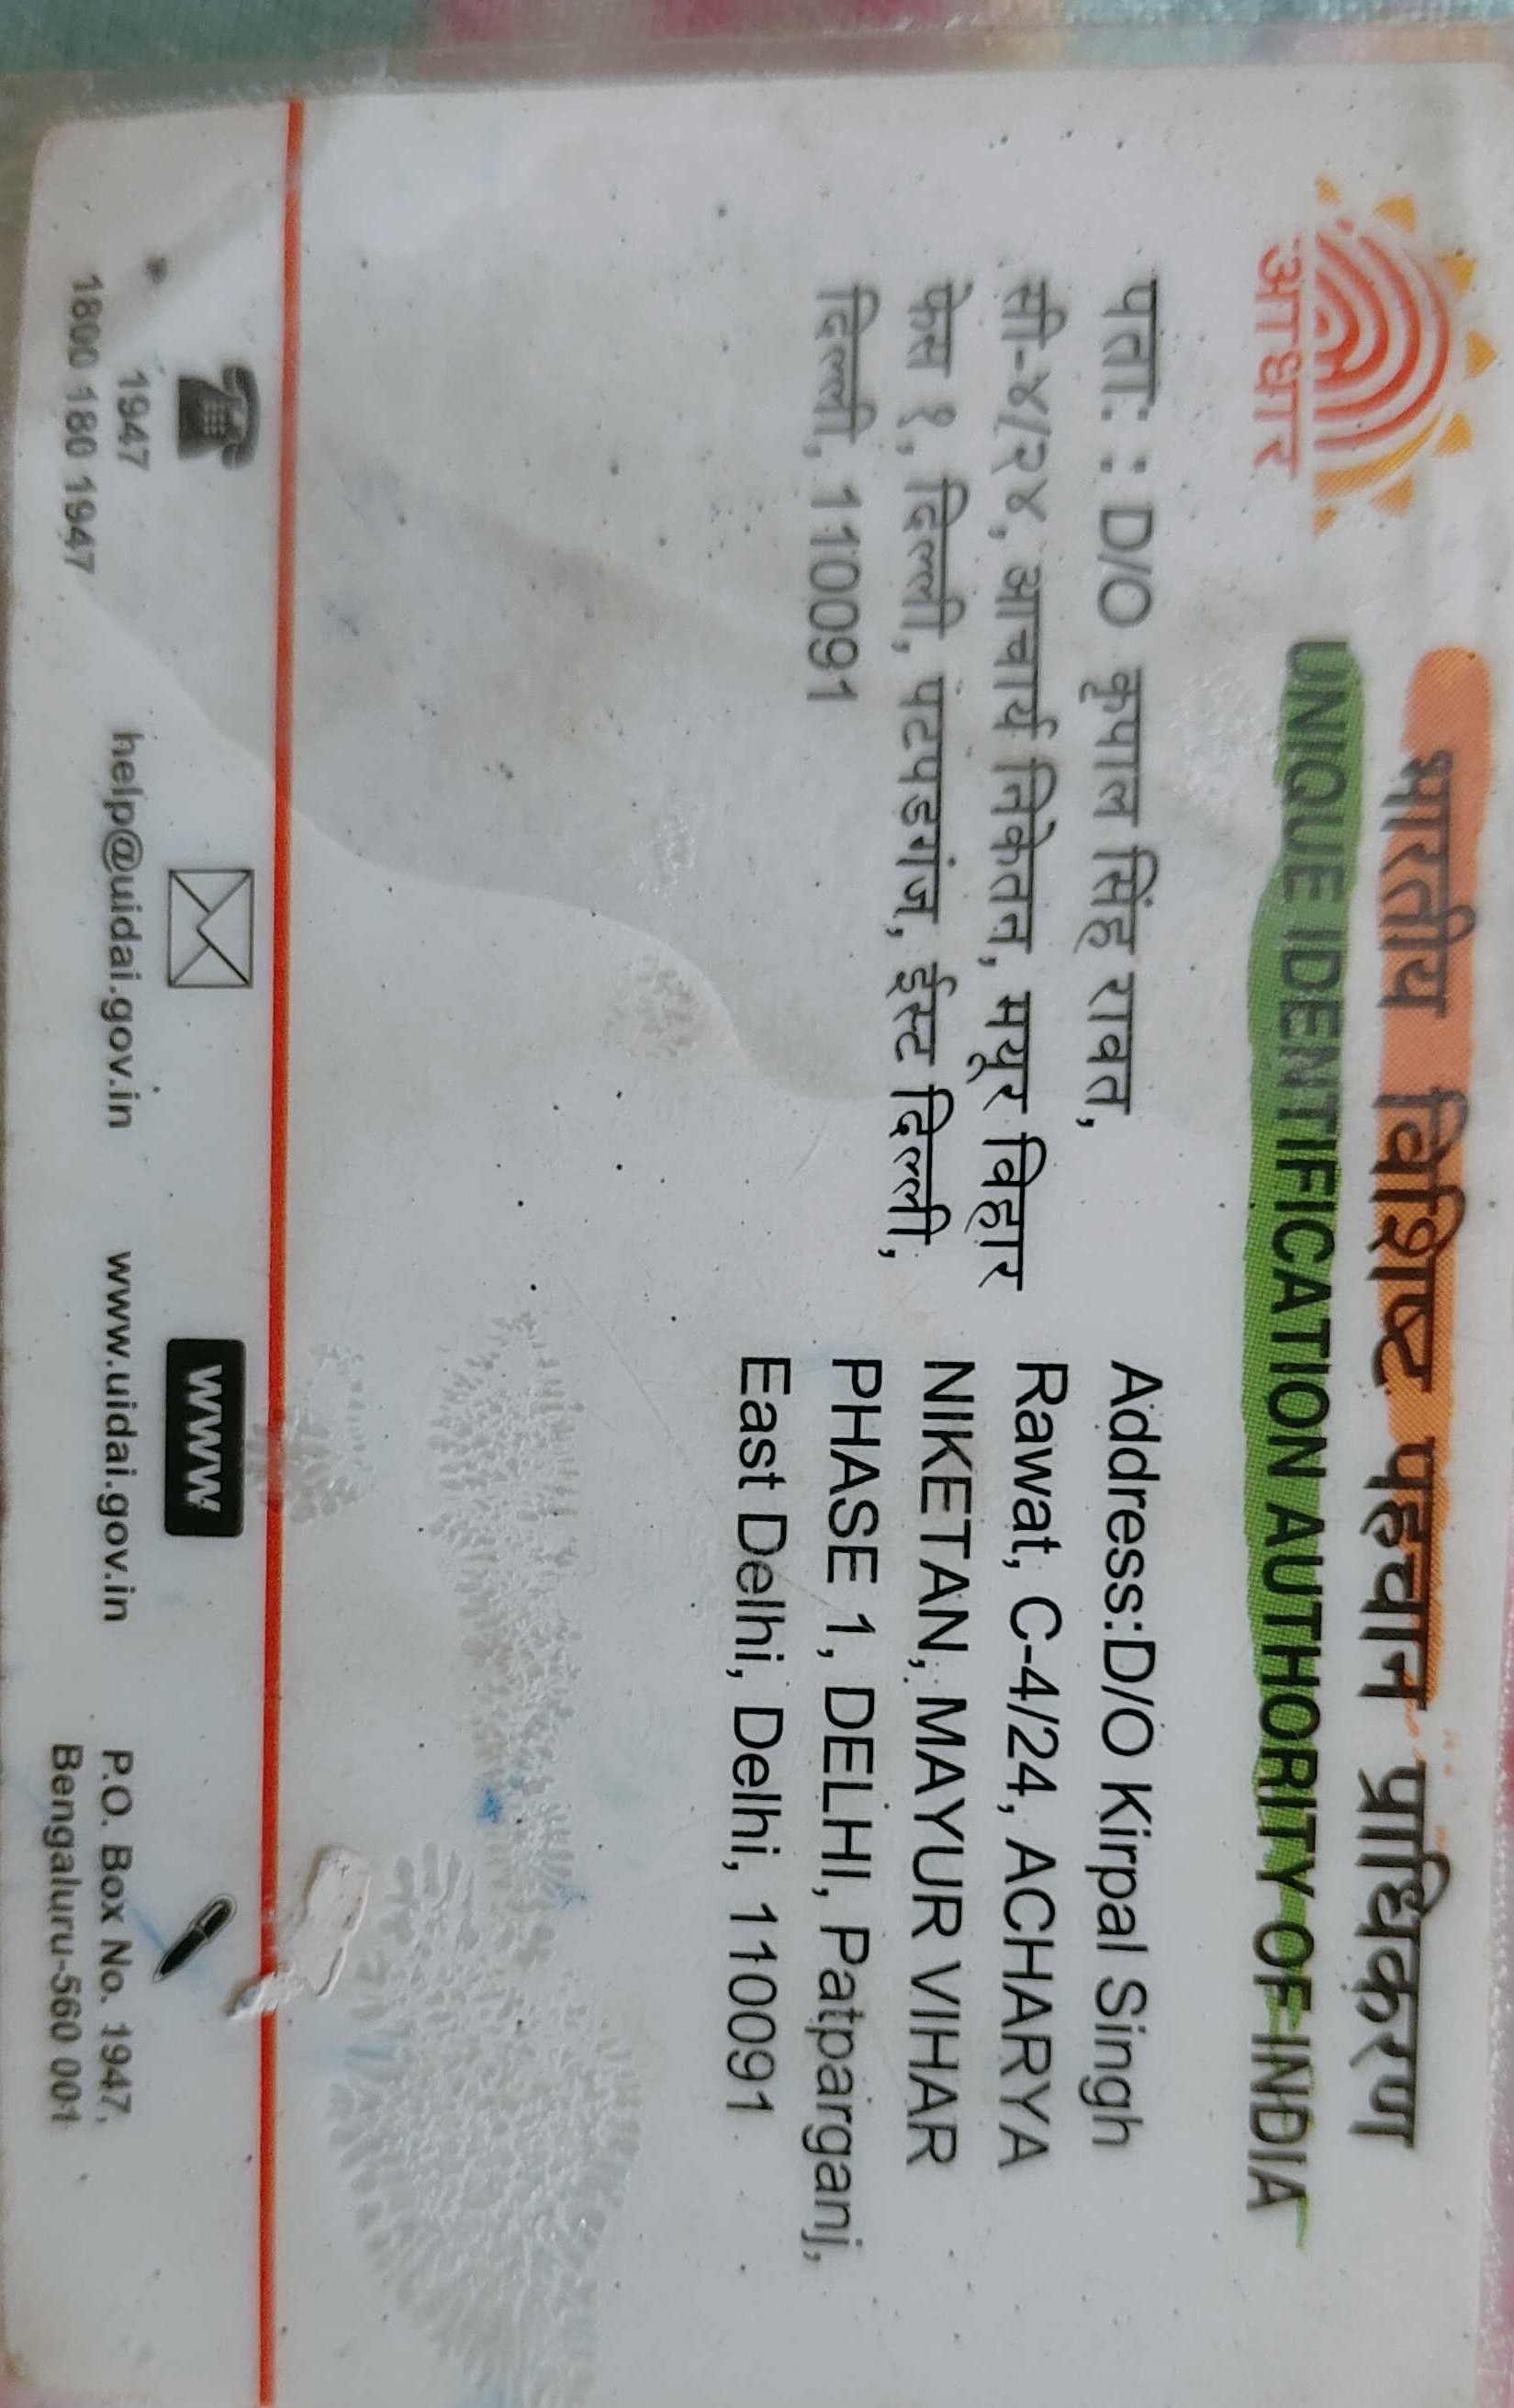 भारतीय विशिष्ट पहचान प्राधिकरण
UNIQUE IDENTIFICATION AUTHORITY OF INDIA
आधार
पता: : D/O कृपाल सिंह रावत,
सी-४/२४, आचार्य निकेतन, मयूर विहार
फेस १, दिल्ली, पटपडगंज, ईस्ट दिल्ली,
दिल्ली, 110091
Address:D/O Kirpal Singh
Rawat, C-4/24, ACHARYA
NIKETAN, MAYUR VIHAR
PHASE 1, DELHI, Patparganj,
East Delhi, Delhi, 110091
1947
1800 180 1947
help@uidai.gov.in
www
www.uidai.gov.in
P.O. Box No. 1947,
Bengaluru-560 001